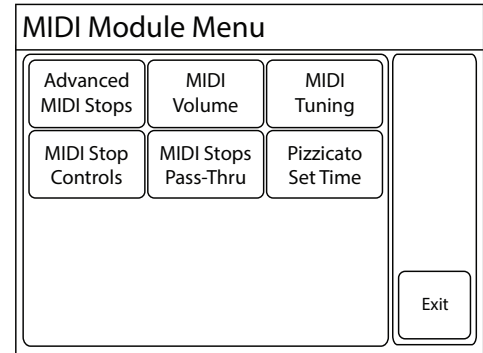 MIDI Module Menu
Advanced
MIDI Stops
MIDI
Volume
MIDI
Tuning
MIDI Stop
Controls
MIDI Stops
Pass-Thru
Pizzicato
Set Time
Exit